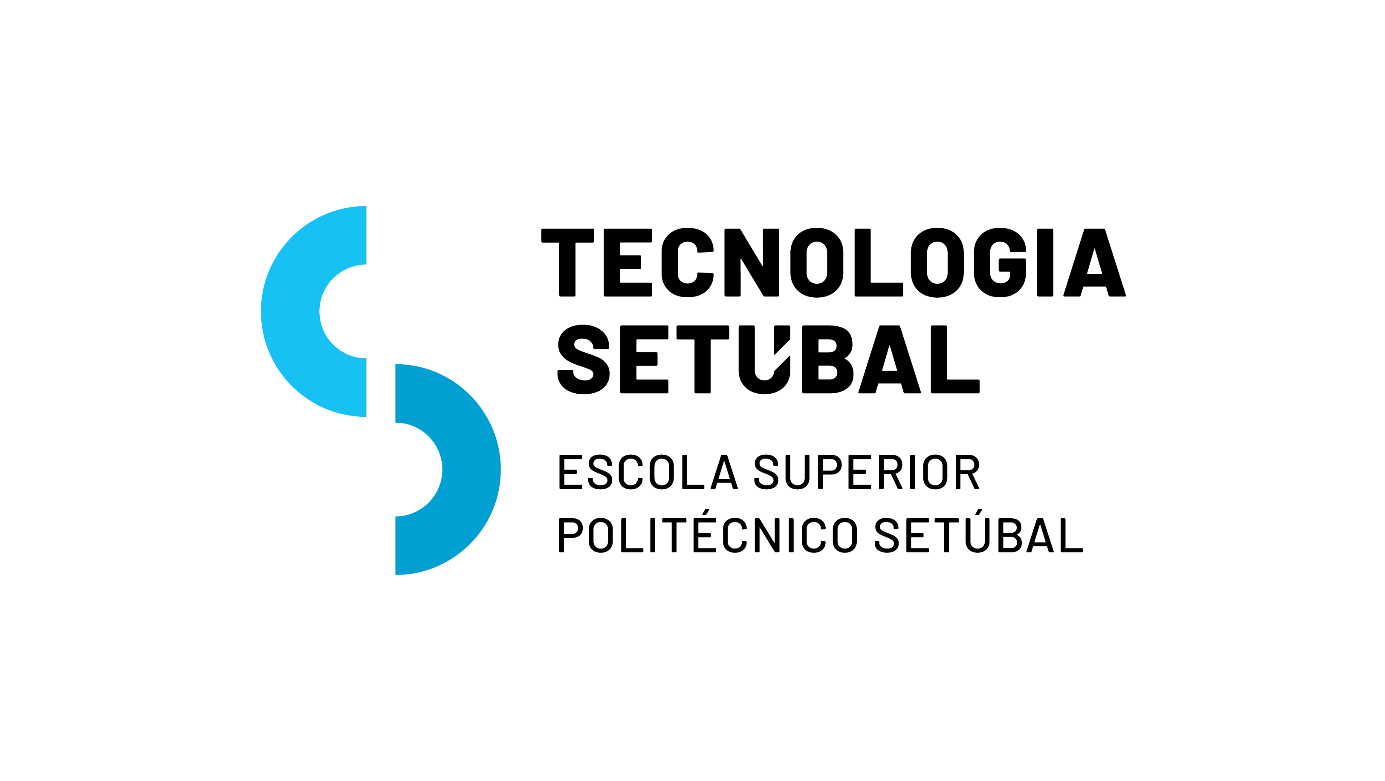 TECNOLOGIA
SETÚBAL
ESCOLA SUPERIOR
POLITÉCNICO SETÚBAL